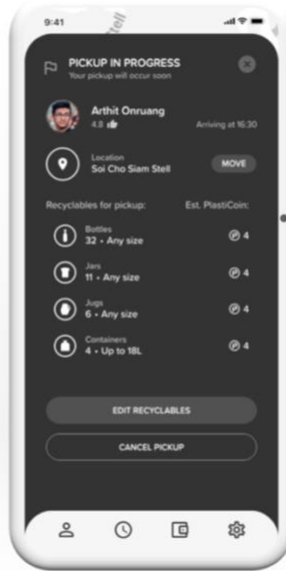 tell
9:41
PICKUP IN PROGRESS
Your pickup will occur soon
Arthit Onruang
4.8
Arriving at 16:30
Location
Soi Cho Siam Stell
MOVE
Recyclables for pickup:
Est. PlastiCoin:
Bottles
32 • Any size
4
Jars
11 • Any size
4
Jugs
6 • Any size
4
Containers
4 • Up to 18L
4
EDIT RECYCLABLES
CANCEL PICKUP